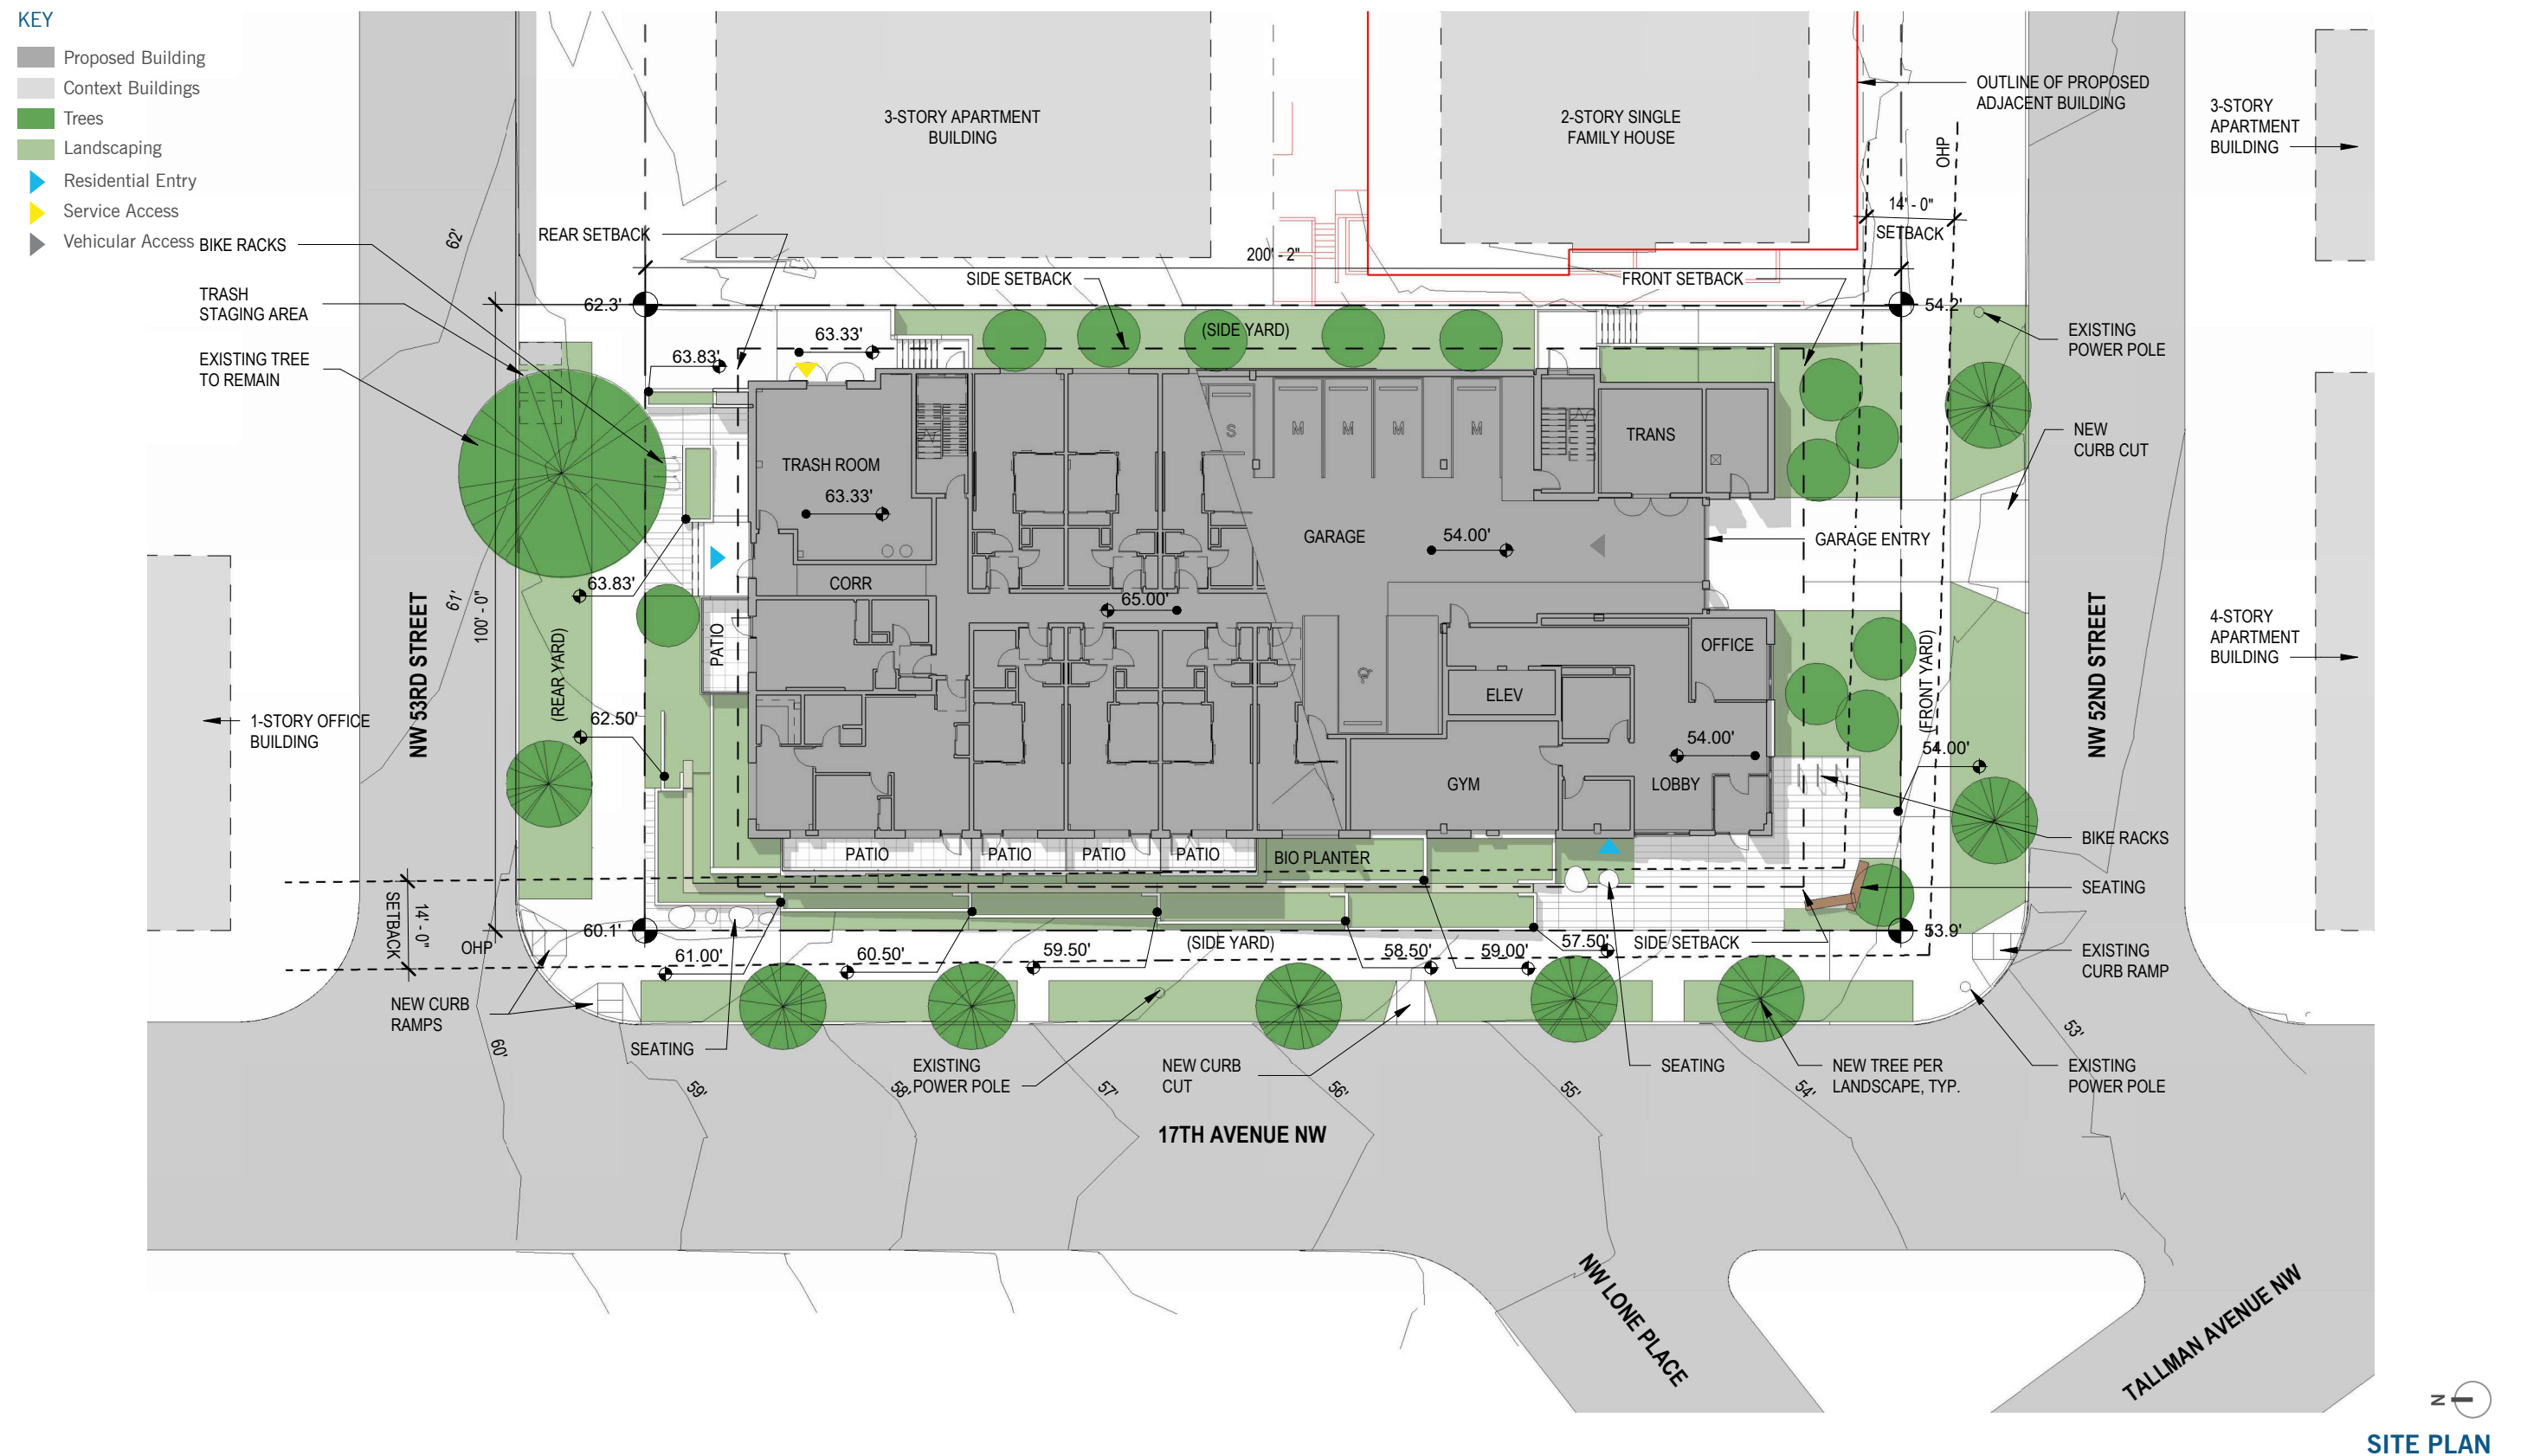 KEY
Proposed Building
Context Buildings
Trees
Landscaping
Residential Entry
Service Access
Vehicular Access
BIKE RACKS
TRASH
STAGING AREA
EXISTING TREE
TO REMAIN
REAR SETBACK
3-STORY APARTMENT
BUILDING
2-STORY SINGLE
FAMILY HOUSE
OUTLINE OF PROPOSED
ADJACENT BUILDING
3-STORY
APARTMENT
BUILDING
OHP
14' - 0"
SETBACK
200' - 2"
SIDE SETBACK
FRONT SETBACK
62'
62.3'
54.2'
63.33'
63.83'
(SIDE YARD)
EXISTING
POWER POLE
NEW
CURB CUT
TRASH ROOM
63.33'
S
M
M
M
M
TRANS
GARAGE
54.00'
GARAGE ENTRY
CORR
65.00'
63.83'
61'
100' - 0"
NW 53RD STREET
(REAR YARD)
PATIO
62.50'
1-STORY OFFICE
BUILDING
OFFICE
ELEV
54.00'
GYM
LOBBY
(FRONT YARD)
54.00'
NW 52ND STREET
4-STORY
APARTMENT
BUILDING
BIKE RACKS
PATIO
PATIO
PATIO
PATIO
BIO PLANTER
SEATING
14' - 0"
SETBACK
OHP
60.1'
53.9'
(SIDE YARD)
SIDE SETBACK
61.00'
60.50'
59.50'
58.50'
59.00'
57.50'
EXISTING
CURB RAMP
NEW CURB
RAMPS
SEATING
EXISTING
POWER POLE
NEW CURB
CUT
SEATING
NEW TREE PER
LANDSCAPE, TYP.
EXISTING
POWER POLE
60'
59'
58'
57'
56'
55'
54'
53'
17TH AVENUE NW
NW LONE PLACE
TALLMAN AVENUE NW
N
SITE PLAN